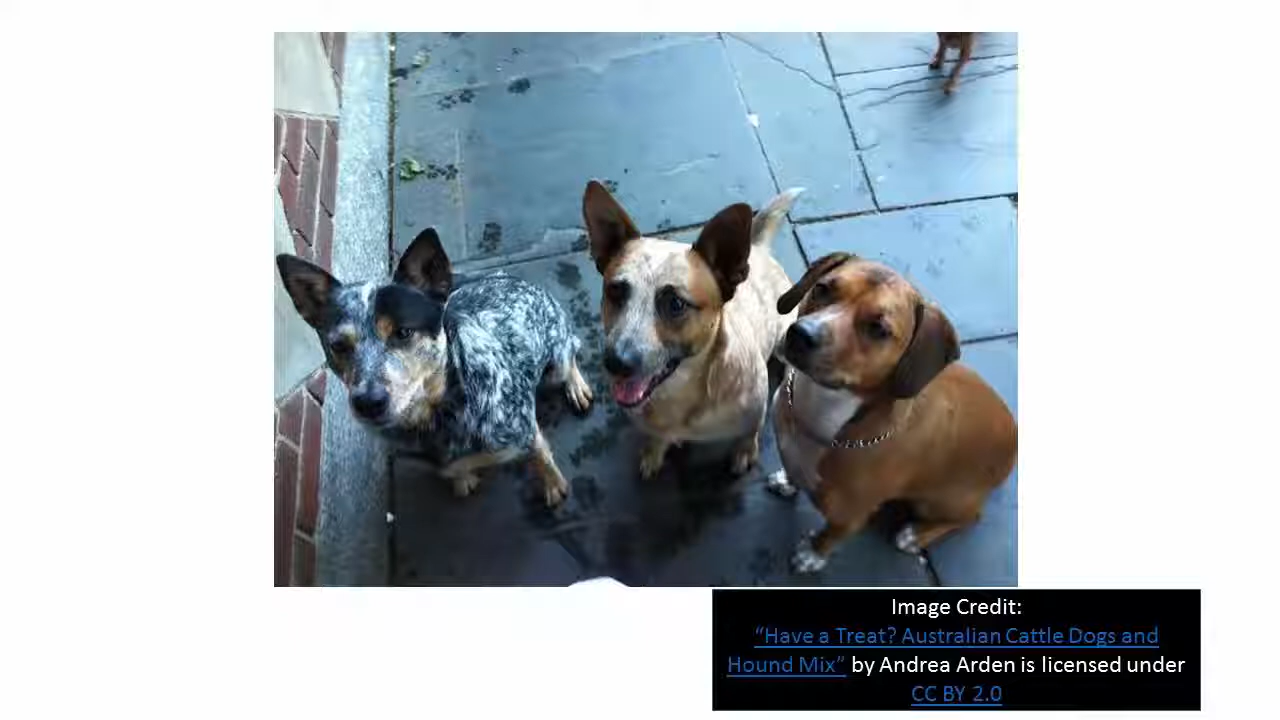 Image Credit:
“Have a Treat? Australian Cattle Dogs and
Hound Mix” by Andrea Arden is licensed under
CC BY 2.0